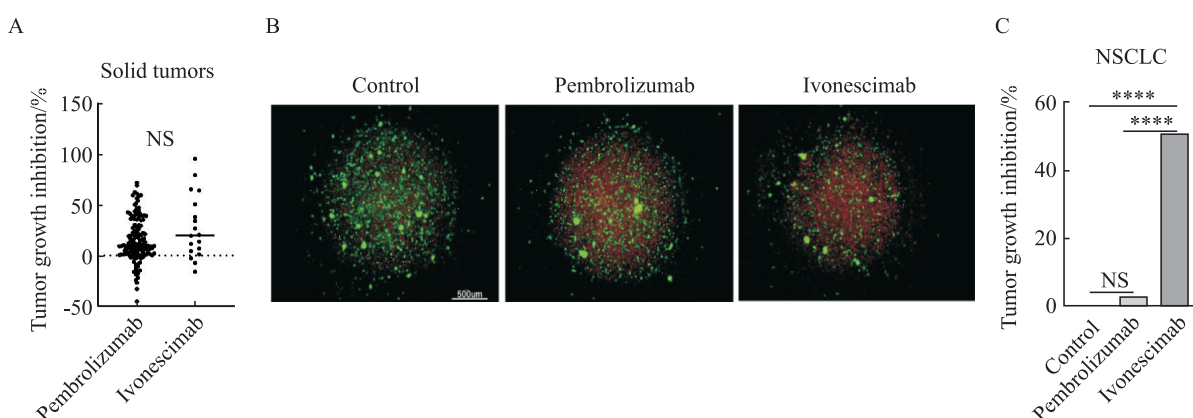 A
Solid tumors
Tumor growth inhibition/%
150
100
50
0
-50
NS
Pembrolizumab
Ivonescimab
B
Control
Pembrolizumab
Ivonescimab
500um
C
NSCLC
Tumor growth inhibition/%
60
40
20
0
****
****
NS
Control
Pembrolizumab
Ivonescimab